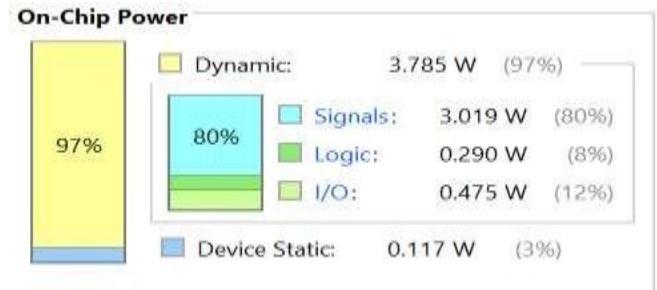 On-Chip Power
Dynamic: 3.785 W (97%)
97%
80%
Signals: 3.019 W (80%)
Logic: 0.290 W (8%)
I/O: 0.475 W (12%)
Device Static: 0.117 W (3%)